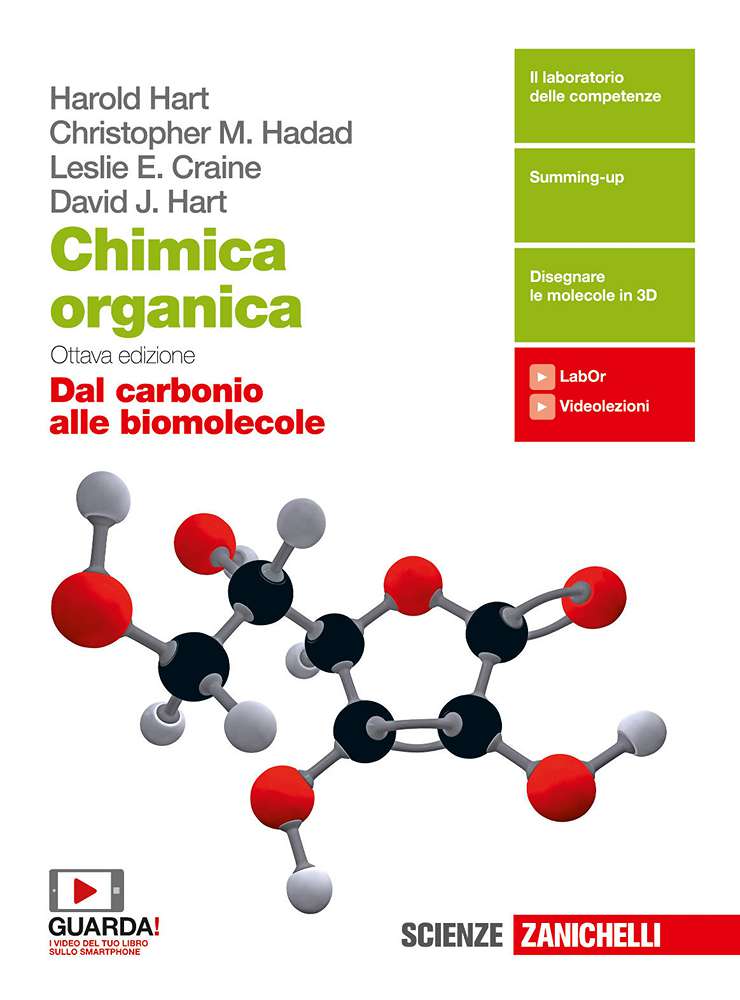 Harold Hart
Christopher M. Hadad
Leslie E. Craine
David J. Hart
Chimica
organica
Ottava edizione
Dal carbonio
alle biomolecole
Il laboratorio
delle competenze
Summing-up
Disegnare
le molecole in 3D
LabOr
Videolezioni
GUARDA!
I VIDEO DEL TUO LIBRO
SULLO SMARTPHONE
SCIENZE ZANICHELLI